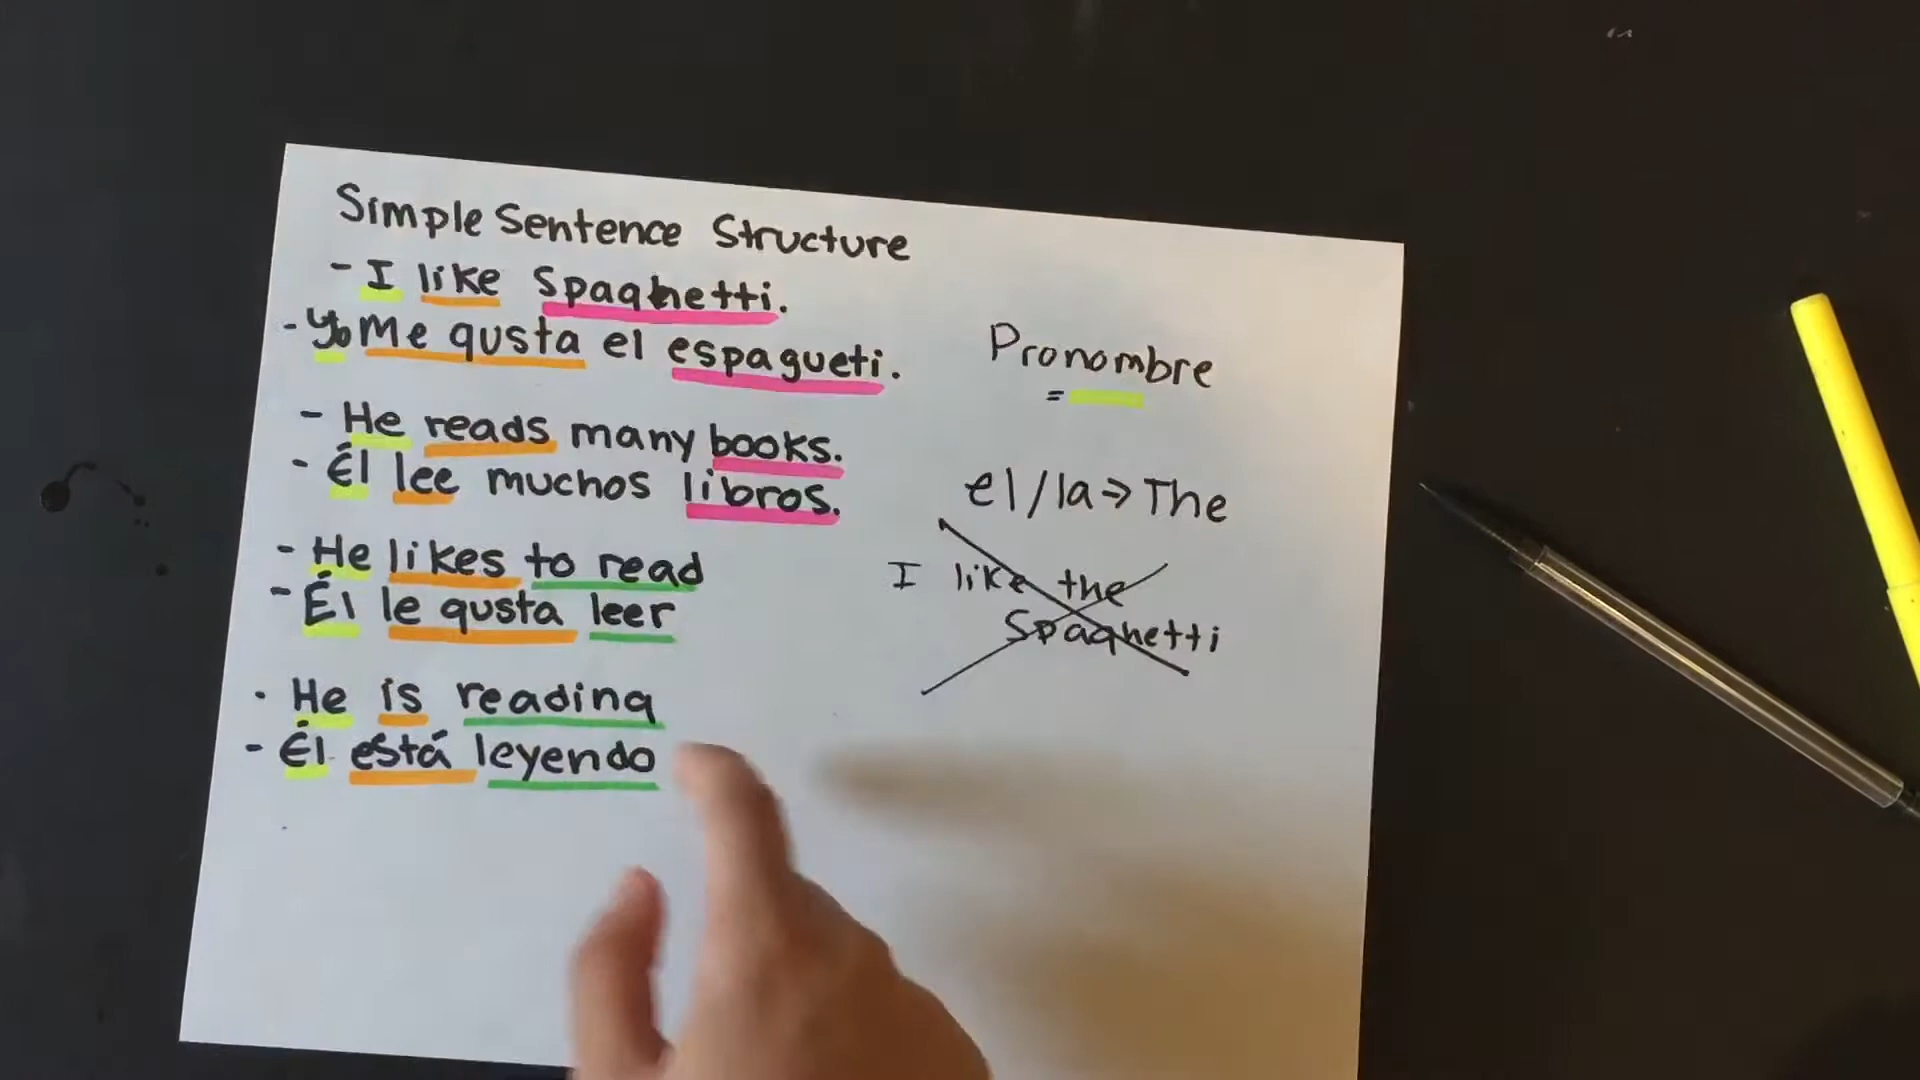 Simple Sentence Structure
- I like Spaghetti.
- Yo Me gusta el espagueti.
- He reads many books.
- Él lee muchos libros.
- He likes to read
- Él le gusta leer
· He is reading
- Él está leyendo
Pronombre
=
el/la => The
I like the
Spaghetti